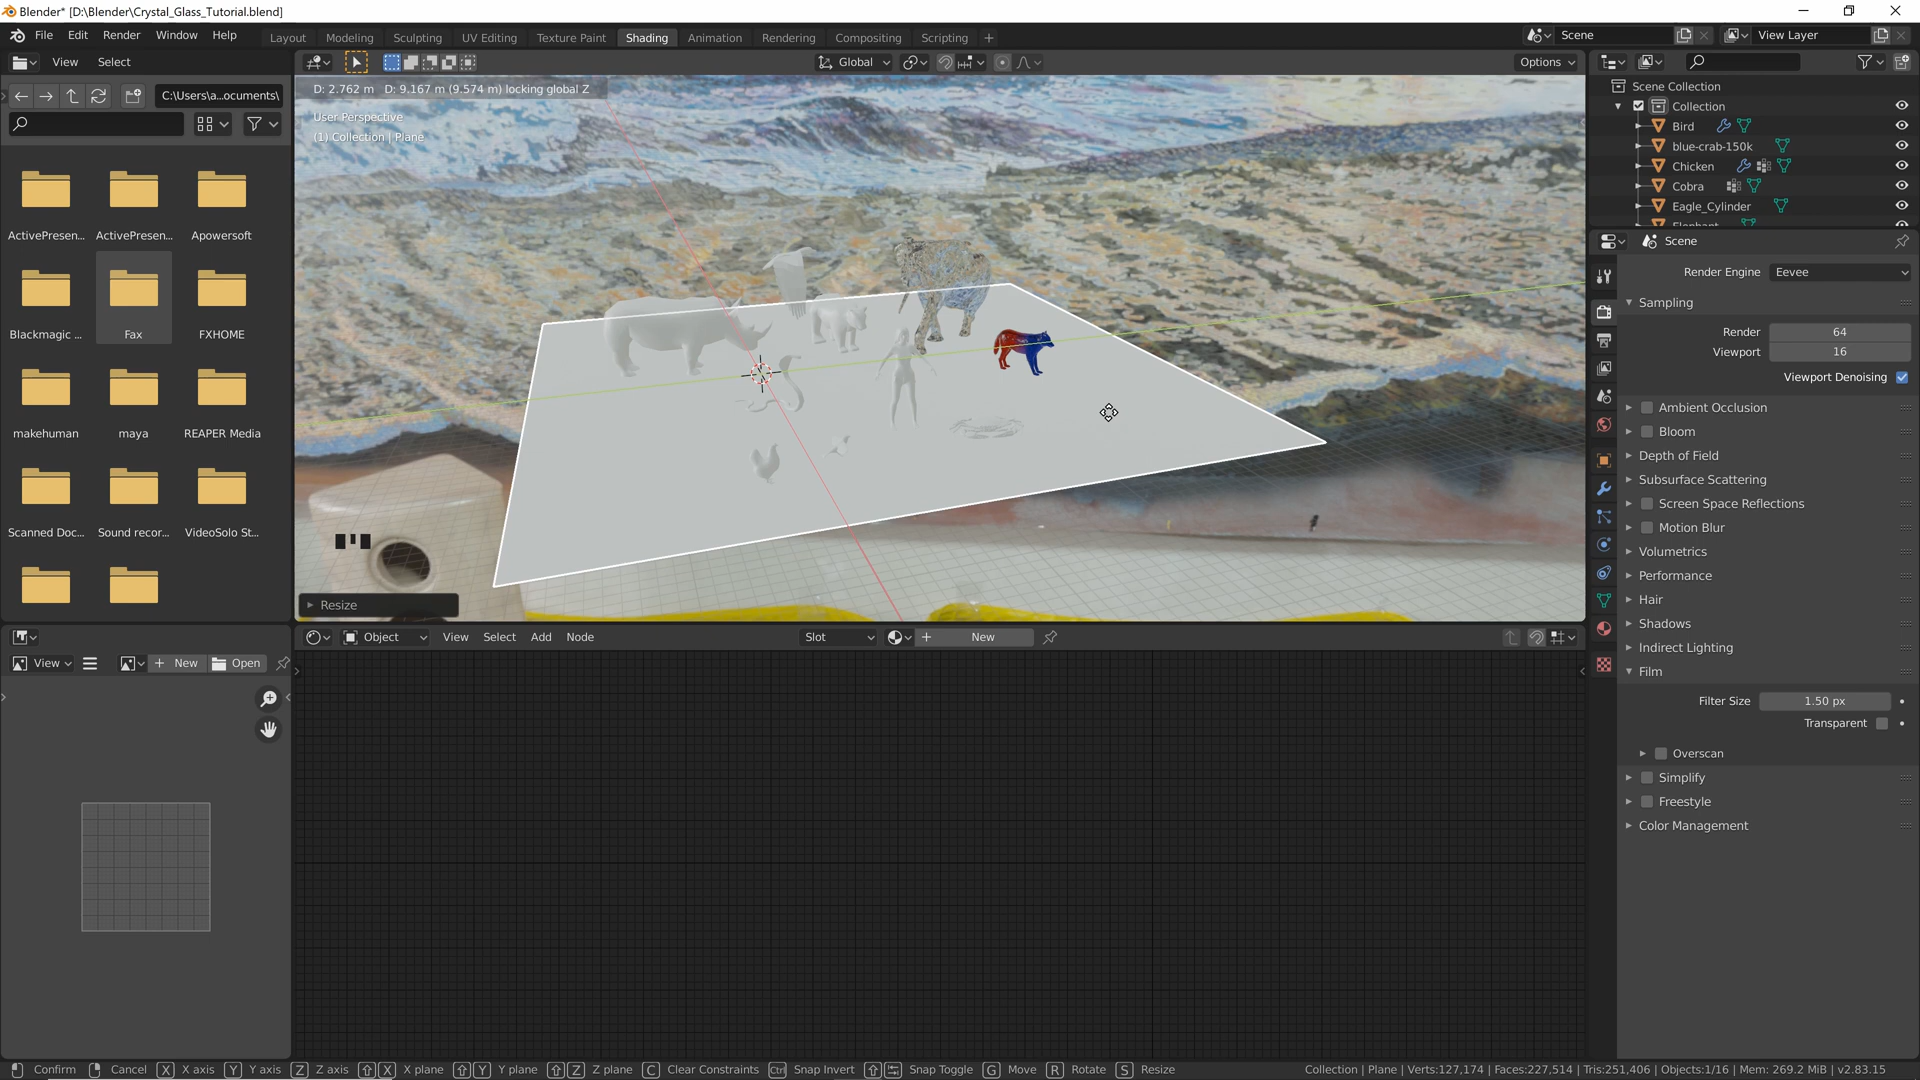 Blender* [D:\Blender\Crystal_Glass_Tutorial.blend]
File Edit Render Window Help
Layout Modeling Sculpting UV Editing Texture Paint Shading Animation Rendering Compositing Scripting +
Scene
View Layer
View Select
Global
Options
C:\Users\a...ocuments\
D: 2.762 m D: 9.167 m (9.574 m) locking global Z
User Perspective
(1) Collection | Plane
ActivePresen... ActivePresen... Apowersoft
Blackmagic ... Fax FXHOME
makehuman maya REAPER Media
Scanned Doc... Sound recor... VideoSolo St...
Resize
Scene Collection
Collection
Bird
blue-crab-150k
Chicken
Cobra
Eagle_Cylinder
Elephant
Scene
Render Engine Eevee
Sampling
Render 64
Viewport 16
Viewport Denoising
Ambient Occlusion
Bloom
Depth of Field
Subsurface Scattering
Screen Space Reflections
Motion Blur
Volumetrics
Performance
Hair
Shadows
Indirect Lighting
Film
Filter Size 1.50 px
Transparent
Overscan
Simplify
Freestyle
Color Management
View New Open
Object View Select Add Node Slot New
Confirm Cancel X X axis Y Y axis Z Z axis X X plane Y Y plane Z Z plane C Clear Constraints Ctrl Snap Invert Snap Toggle G Move R Rotate S Resize
Collection | Plane | Verts:127,174 | Faces:227,514 | Tris:251,406 | Objects:1/16 | Mem: 269.2 MiB | v2.83.15